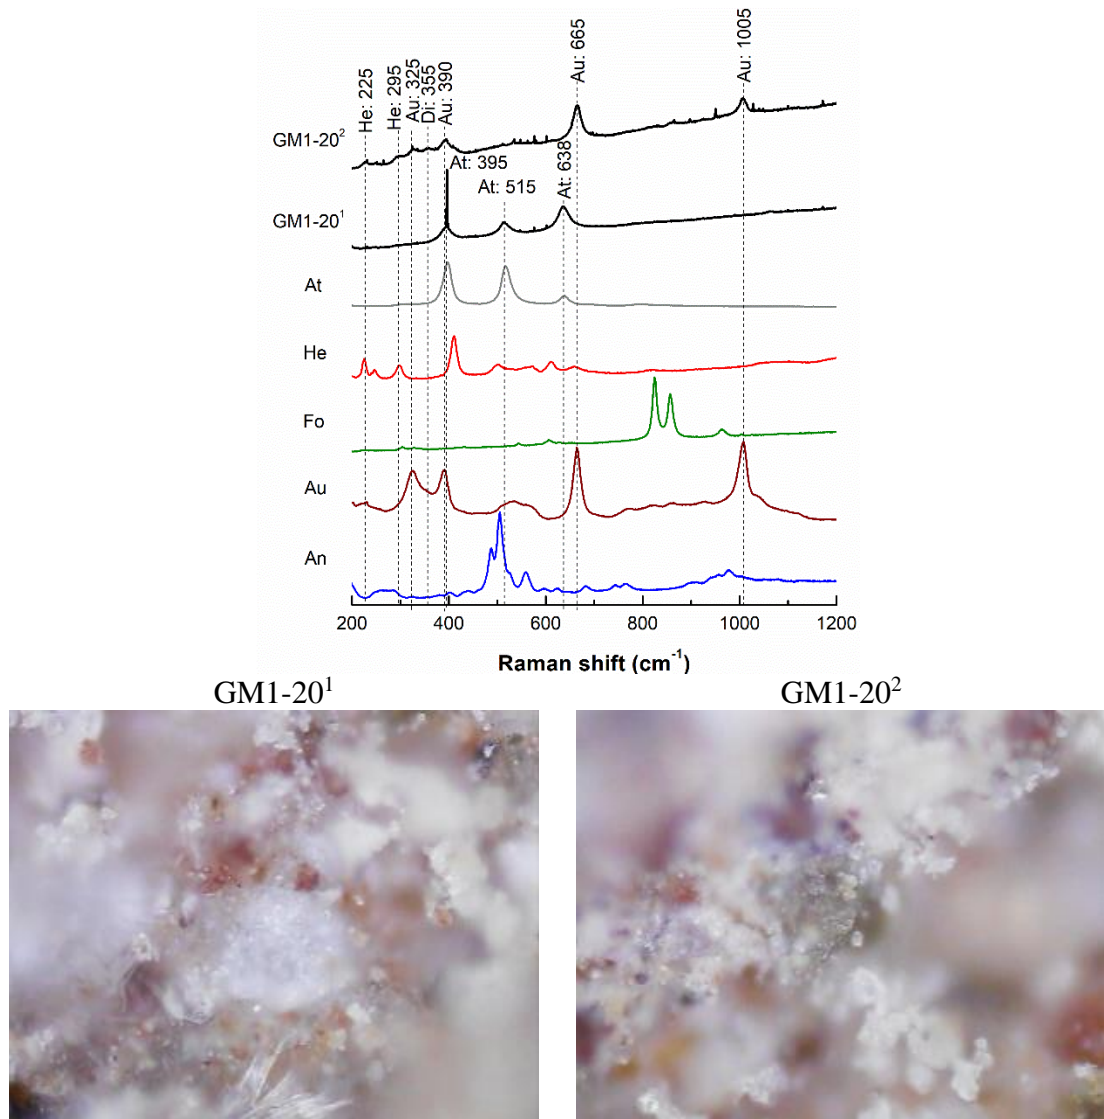 He: 225
He: 295
Au: 325
Di: 355
Au: 390
Au: 665
Au: 1005
GM1-20²
At: 395
At: 515
At: 638
GM1-20¹
At
He
Fo
Au
An
200 400 600 800 1000 1200
Raman shift (cm⁻¹)
GM1-20¹ GM1-20²